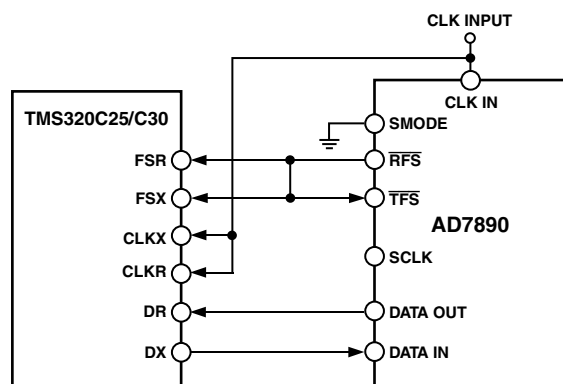 CLK INPUT
CLK IN
TMS320C25/C30
SMODE
FSR
RFS
FSX
TFS
AD7890
CLKX
SCLK
CLKR
DR
DATA OUT
DX
DATA IN